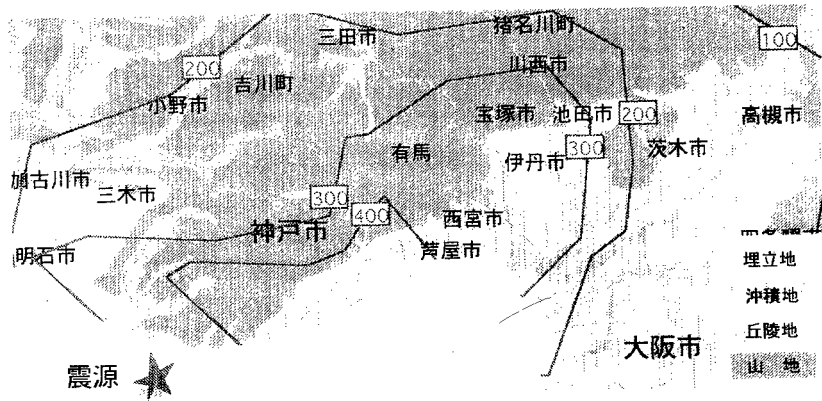 三田市
猪名川町
100
川西市
200
吉川町
小野市
宝塚市
池田市
200
高槻市
300
茨木市
有馬
伊丹市
加古川市
三木市
300
400
神戸市
西宮市
芦屋市
明石市
埋立地
沖積地
丘陵地
山 地
大阪市
震源